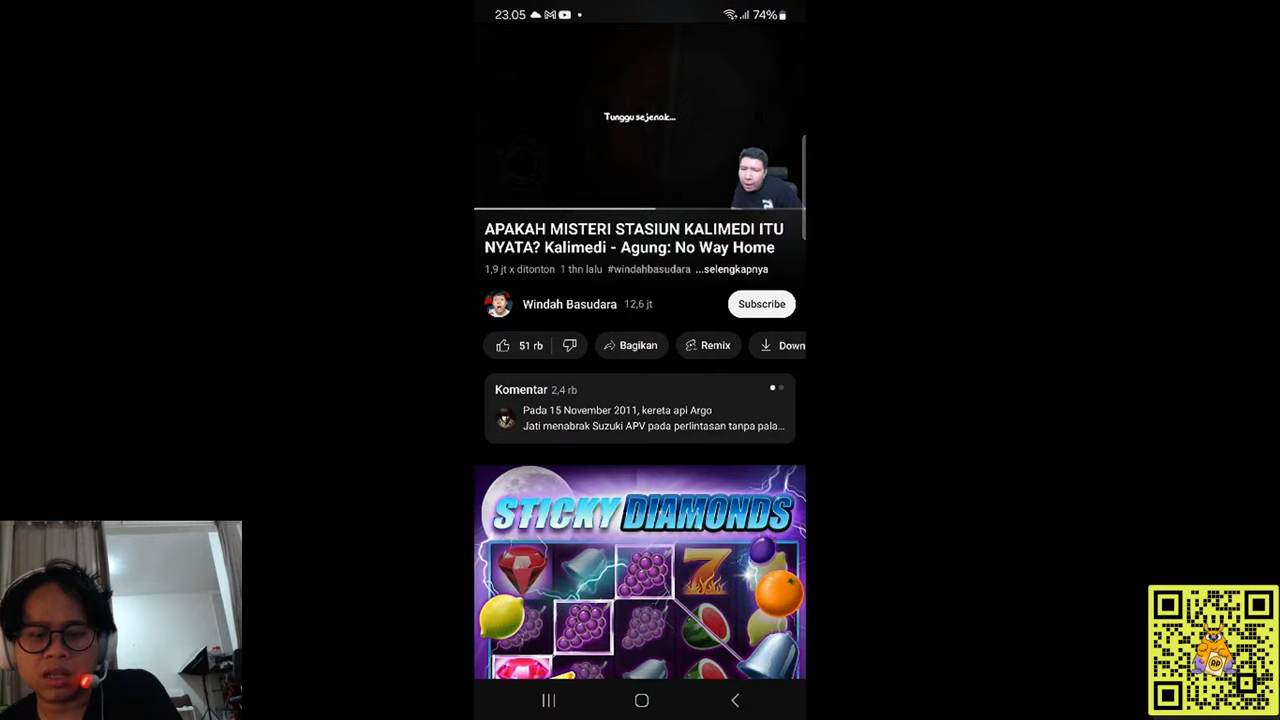 23.05
74%
Tunggu sejenak...
APAKAH MISTERI STASIUN KALIMEDI ITU
NYATA? Kalimedi - Agung: No Way Home
1,9 jt x ditonton 1 thn lalu #windahbasudara ...selengkapnya
Windah Basudara 12,6 jt
Subscribe
51 rb
Bagikan
Remix
Down
Komentar 2,4 rb
Pada 15 November 2011, kereta api Argo
Jati menabrak Suzuki APV pada perlintasan tanpa pala...
STICKY DIAMONDS
7
RP